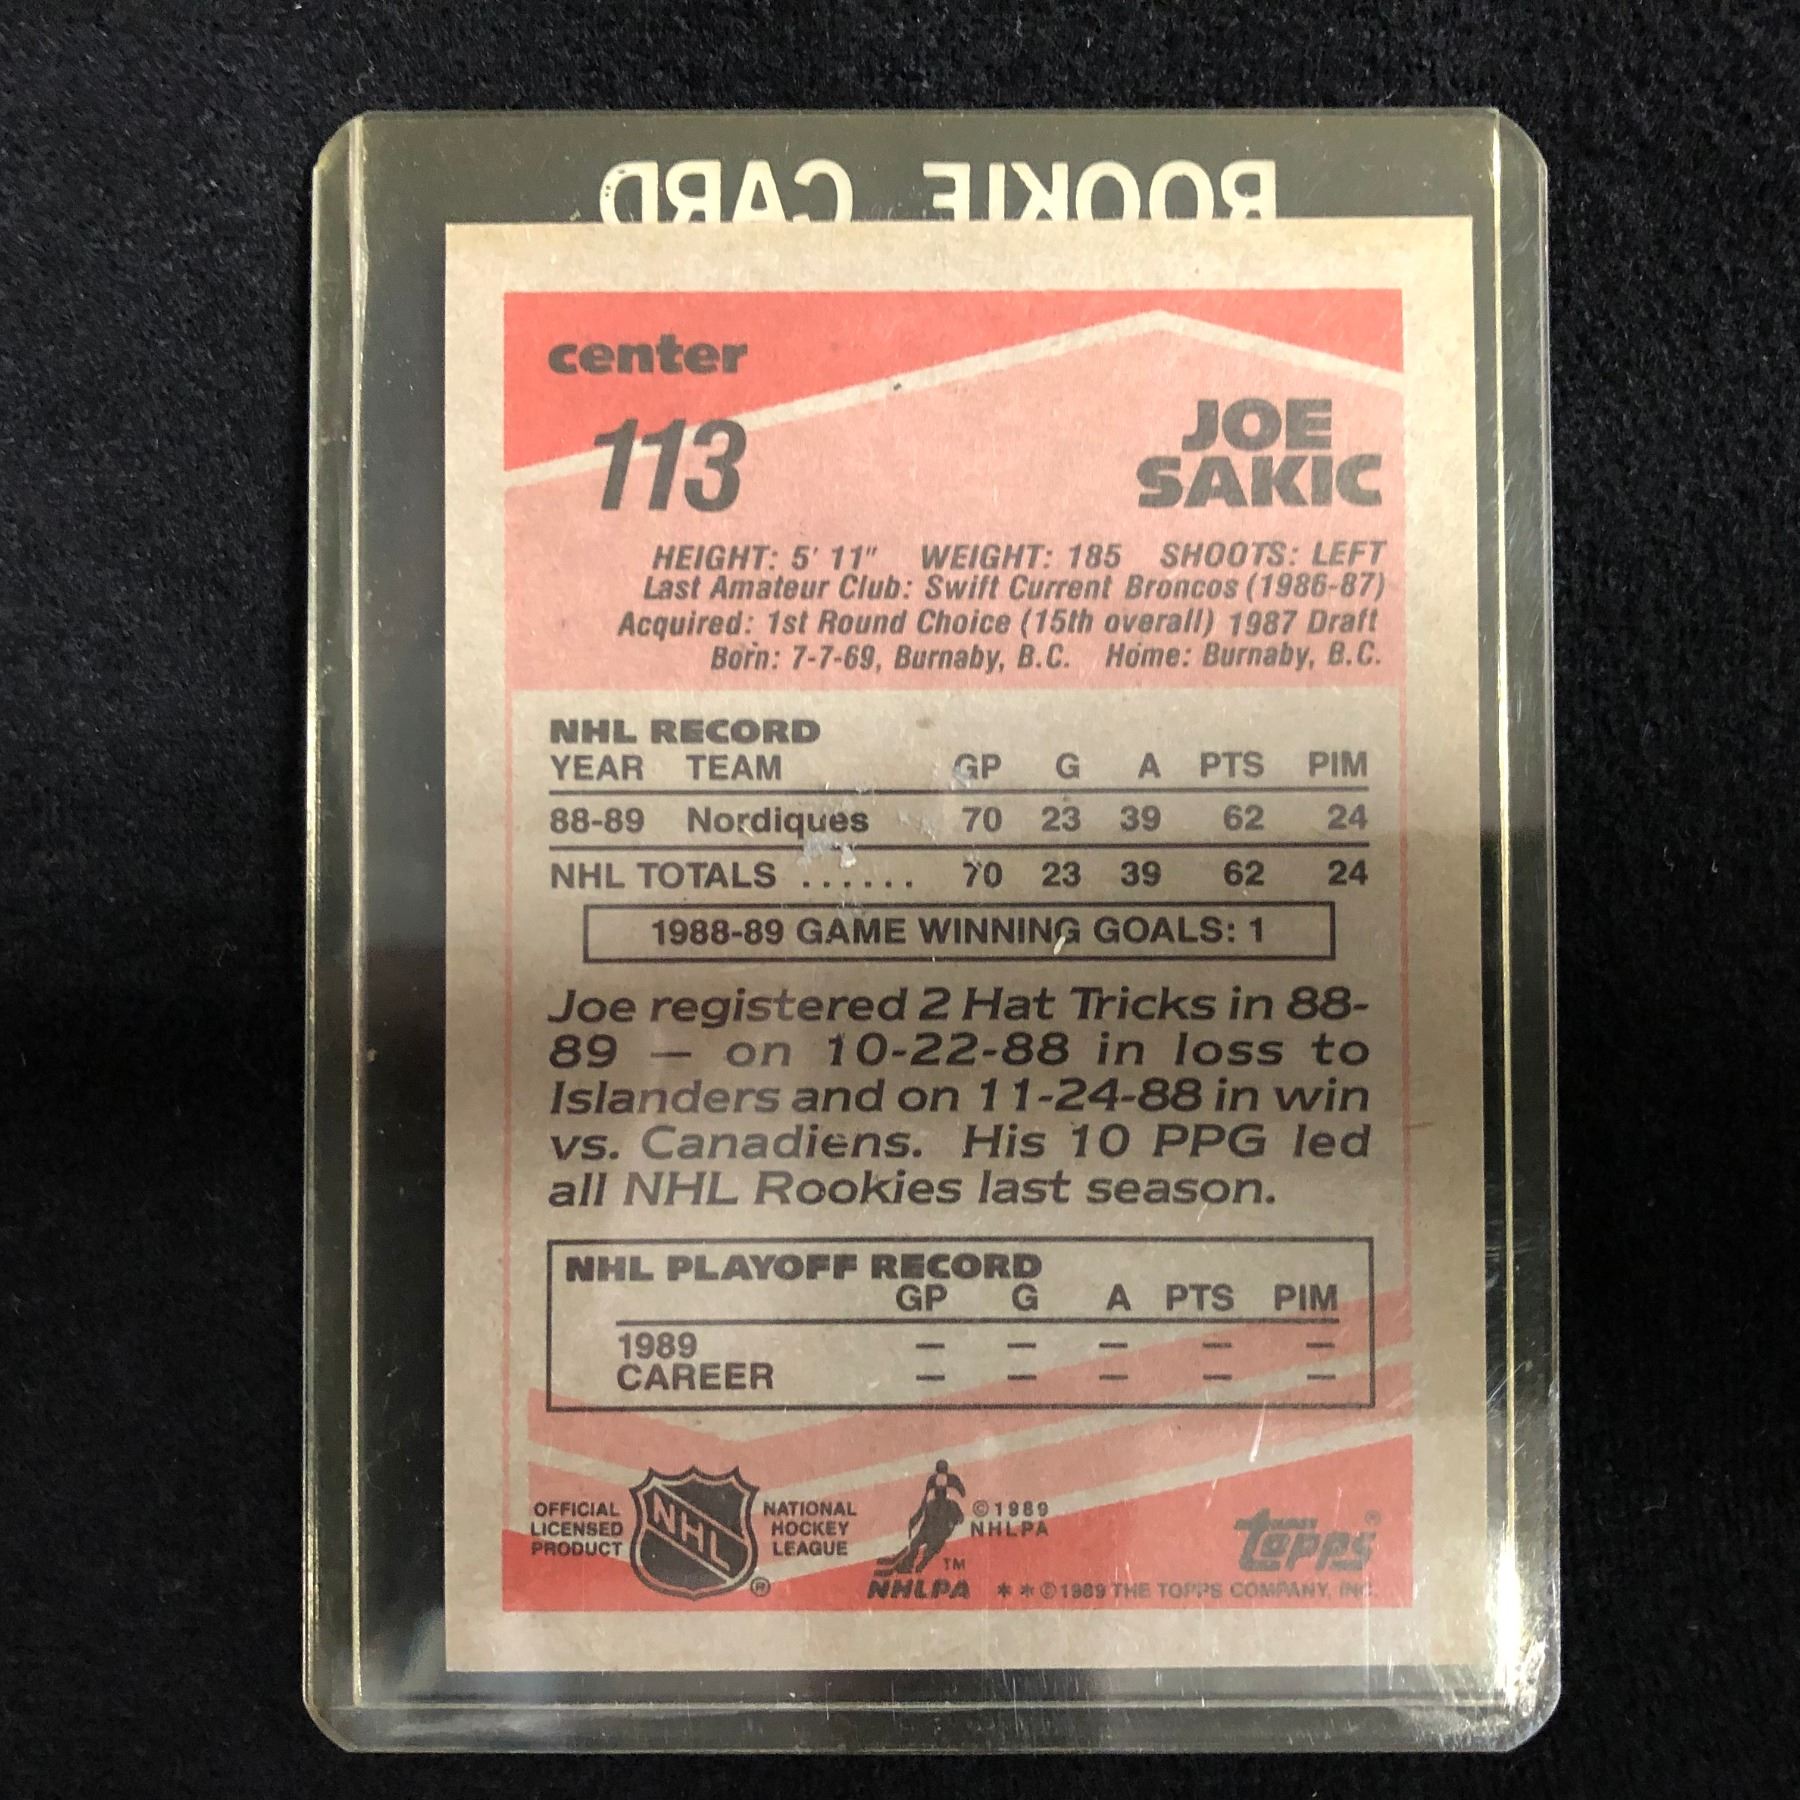 ROOKIE CARD
center
113
JOE
SAKIC
HEIGHT: 5' 11" WEIGHT: 185 SHOOTS: LEFT
Last Amateur Club: Swift Current Broncos (1986-87)
Acquired: 1st Round Choice (15th overall) 1987 Draft
Born: 7-7-69, Burnaby, B.C. Home: Burnaby, B.C.
NHL RECORD
YEAR TEAM GP G A PTS PIM
88-89 Nordiques 70 23 39 62 24
NHL TOTALS ...... 70 23 39 62 24
1988-89 GAME WINNING GOALS: 1
Joe registered 2 Hat Tricks in 88-
89 — on 10-22-88 in loss to
Islanders and on 11-24-88 in win
vs. Canadiens. His 10 PPG led
all NHL Rookies last season.
NHL PLAYOFF RECORD
GP G A PTS PIM
1989 — — — — —
CAREER — — — — —
OFFICIAL
LICENSED
PRODUCT
NHL
®
NATIONAL
HOCKEY
LEAGUE
©1989
NHLPA
TM
NHLPA
topps®
* * ©1989 THE TOPPS COMPANY, INC.